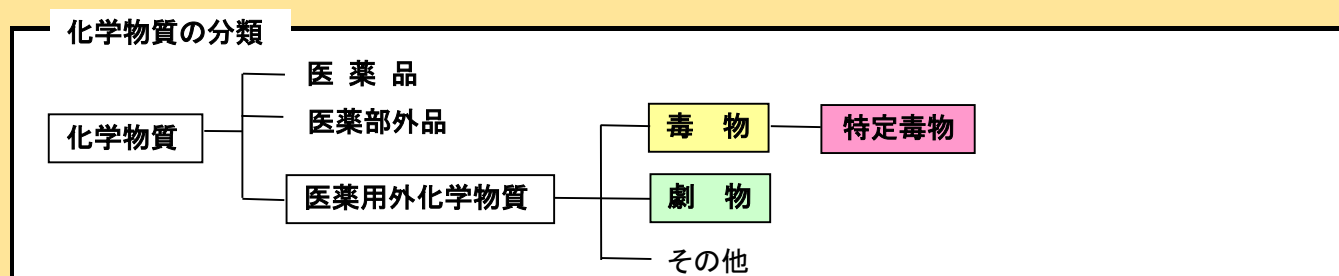 化学物質の分類
医 薬 品
医薬部外品
毒 物
特定毒物
化学物質
医薬用外化学物質
劇 物
その他